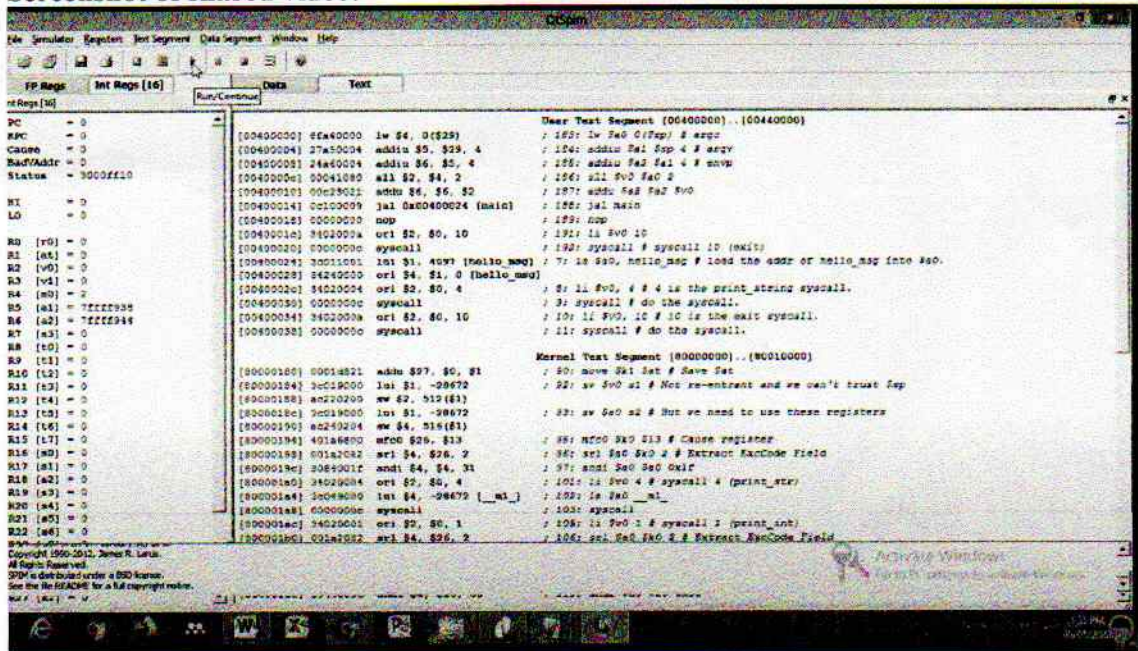 QtSpim
File Simulator Registers Text Segment Data Segment Window Help
FP Regs Int Regs [16] Data Text
Run/Continue
nt Regs [16]
PC = 0
EPC = 0
Cause = 0
BadVAddr = 0
Status = 3000ff10
HI = 0
LO = 0
R0 [r0] = 0
R1 [at] = 0
R2 [v0] = 0
R3 [v1] = 0
R4 [a0] = 2
R5 [a1] = 7ffff938
R6 [a2] = 7ffff944
R7 [a3] = 0
R8 [t0] = 0
R9 [t1] = 0
R10 [t2] = 0
R11 [t3] = 0
R12 [t4] = 0
R13 [t5] = 0
R14 [t6] = 0
R15 [t7] = 0
R16 [s0] = 0
R17 [s1] = 0
R18 [s2] = 0
R19 [s3] = 0
R20 [s4] = 0
R21 [s5] = 0
R22 [s6] = 0
User Text Segment [00400000]..[00440000]
[00400000] 8fa40000 lw $4, 0($29) ; 183: lw $a0 0($sp) # argc
[00400004] 27a50004 addiu $5, $29, 4 ; 184: addiu $a1 $sp 4 # argv
[00400008] 24a60004 addiu $6, $5, 4 ; 185: addiu $a2 $a1 4 # envp
[0040000c] 00041080 sll $2, $4, 2 ; 186: sll $v0 $a0 2
[00400010] 00c23021 addu $6, $6, $2 ; 187: addu $a2 $a2 $v0
[00400014] 0c100009 jal 0x00400024 [main] ; 188: jal main
[00400018] 00000000 nop ; 189: nop
[0040001c] 3402000a ori $2, $0, 10 ; 191: li $v0 10
[00400020] 0000000c syscall ; 192: syscall # syscall 10 (exit)
[00400024] 3c011001 lui $1, 4097 [hello_msg] ; 7: la $a0, hello_msg # load the addr of hello_msg into $a0.
[00400028] 34240000 ori $4, $1, 0 [hello_msg]
[0040002c] 34020004 ori $2, $0, 4 ; 8: li $v0, 4 # 4 is the print_string syscall.
[00400030] 0000000c syscall ; 9: syscall # do the syscall.
[00400034] 3402000a ori $2, $0, 10 ; 10: li $v0, 10 # 10 is the exit syscall.
[00400038] 0000000c syscall ; 11: syscall # do the syscall.
Kernel Text Segment [80000000]..[80010000]
[80000180] 0001d821 addu $27, $0, $1 ; 90: move $k1 $at # Save $at
[80000184] 3c019000 lui $1, -28672 ; 92: sw $v0 s1 # Not re-entrant and we can't trust $sp
[80000188] ac220200 sw $2, 512($1)
[8000018c] 3c019000 lui $1, -28672 ; 93: sw $a0 s2 # But we need to use these registers
[80000190] ac240204 sw $4, 516($1)
[80000194] 401a6800 mfc0 $26, $13 ; 95: mfc0 $k0 $13 # Cause register
[80000198] 001a2082 srl $4, $26, 2 ; 96: srl $a0 $k0 2 # Extract ExcCode Field
[8000019c] 3084001f andi $4, $4, 31 ; 97: andi $a0 $a0 0x1f
[800001a0] 34020004 ori $2, $0, 4 ; 101: li $v0 4 # syscall 4 (print_str)
[800001a4] 3c049000 lui $4, -28672 [__m1_] ; 102: la $a0 __m1_
[800001a8] 0000000c syscall ; 103: syscall
[800001ac] 34020001 ori $2, $0, 1 ; 105: li $v0 1 # syscall 1 (print_int)
[800001b0] 001a2082 srl $4, $26, 2 ; 106: srl $a0 $k0 2 # Extract ExcCode Field
Copyright 1990-2012, James R. Larus.
All Rights Reserved.
SPIM is distributed under a BSD license.
See the file README for a full copyright notice.
Activate Windows